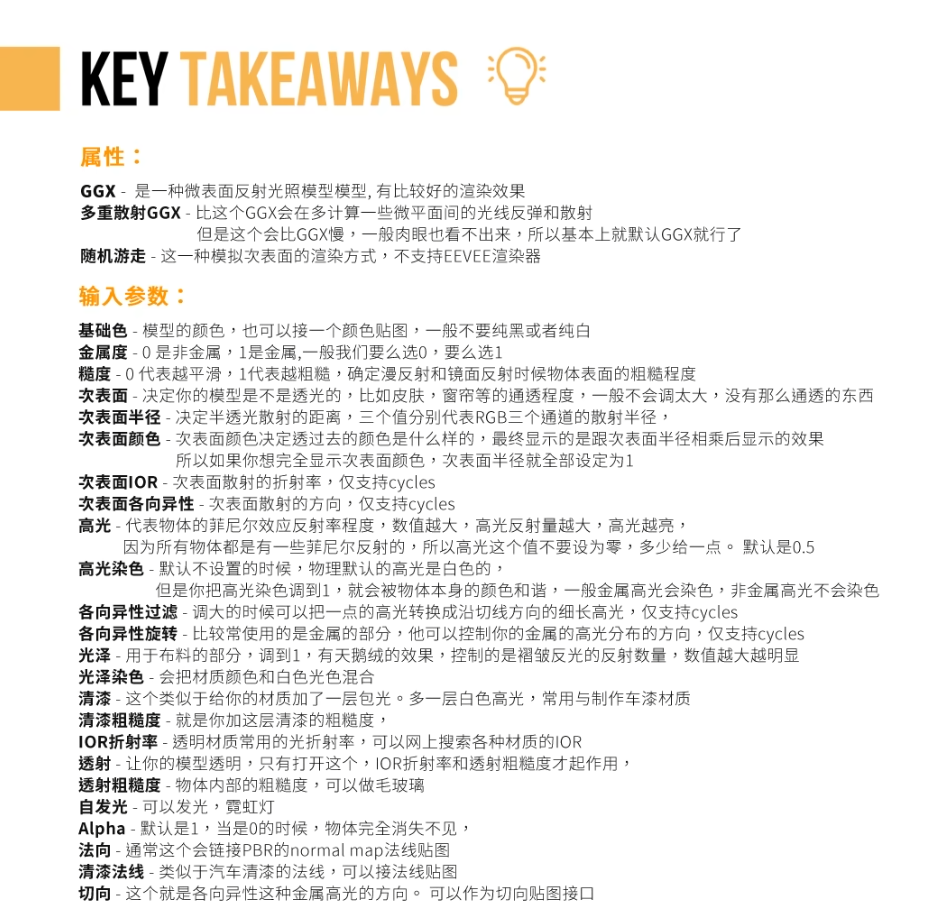 KEY TAKEAWAYS
属性：
GGX - 是一种微表面反射光照模型模型, 有比较好的渲染效果
多重散射GGX - 比这个GGX会在多计算一些微平面间的光线反弹和散射
但是这个会比GGX慢，一般肉眼也看不出来，所以基本上就默认GGX就行了
随机游走 - 这一种模拟次表面的渲染方式，不支持EEVEE渲染器
输入参数：
基础色 - 模型的颜色，也可以接一个颜色贴图，一般不要纯黑或者纯白
金属度 - 0 是非金属，1是金属,一般我们要么选0，要么选1
糙度 - 0 代表越平滑，1代表越粗糙，确定漫反射和镜面反射时候物体表面的粗糙程度
次表面 - 决定你的模型是不是透光的，比如皮肤，窗帘等的通透程度，一般不会调太大，没有那么通透的东西
次表面半径 - 决定半透光散射的距离，三个值分别代表RGB三个通道的散射半径，
次表面颜色 - 次表面颜色决定透过去的颜色是什么样的，最终显示的是跟次表面半径相乘后显示的效果
所以如果你想完全显示次表面颜色，次表面半径就全部设定为1
次表面IOR - 次表面散射的折射率，仅支持cycles
次表面各向异性 - 次表面散射的方向，仅支持cycles
高光 - 代表物体的菲尼尔效应反射率程度，数值越大，高光反射量越大，高光越亮，
因为所有物体都是有一些菲尼尔反射的，所以高光这个值不要设为零，多少给一点。 默认是0.5
高光染色 - 默认不设置的时候，物理默认的高光是白色的，
但是你把高光染色调到1，就会被物体本身的颜色和谐，一般金属高光会染色，非金属高光不会染色
各向异性过滤 - 调大的时候可以把一点的高光转换成沿切线方向的细长高光，仅支持cycles
各向异性旋转 - 比较常使用的是金属的部分，他可以控制你的金属的高光分布的方向，仅支持cycles
光泽 - 用于布料的部分，调到1，有天鹅绒的效果，控制的是褶皱反光的反射数量，数值越大越明显
光泽染色 - 会把材质颜色和白色光色混合
清漆 - 这个类似于给你的材质加了一层包光。多一层白色高光，常用与制作车漆材质
清漆粗糙度 - 就是你加这层清漆的粗糙度，
IOR折射率 - 透明材质常用的光折射率，可以网上搜索各种材质的IOR
透射 - 让你的模型透明，只有打开这个，IOR折射率和透射粗糙度才起作用，
透射粗糙度 - 物体内部的粗糙度，可以做毛玻璃
自发光 - 可以发光，霓虹灯
Alpha - 默认是1，当是0的时候，物体完全消失不见，
法向 - 通常这个会链接PBR的normal map法线贴图
清漆法线 - 类似于汽车清漆的法线，可以接法线贴图
切向 - 这个就是各向异性这种金属高光的方向。 可以作为切向贴图接口